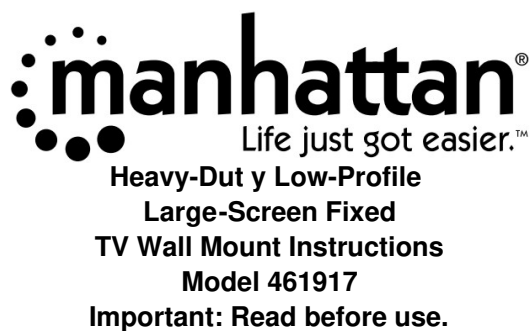 manhattan®
Life just got easier.™
Heavy-Dut y Low-Profile
Large-Screen Fixed
TV Wall Mount Instructions
Model 461917
Important: Read before use.